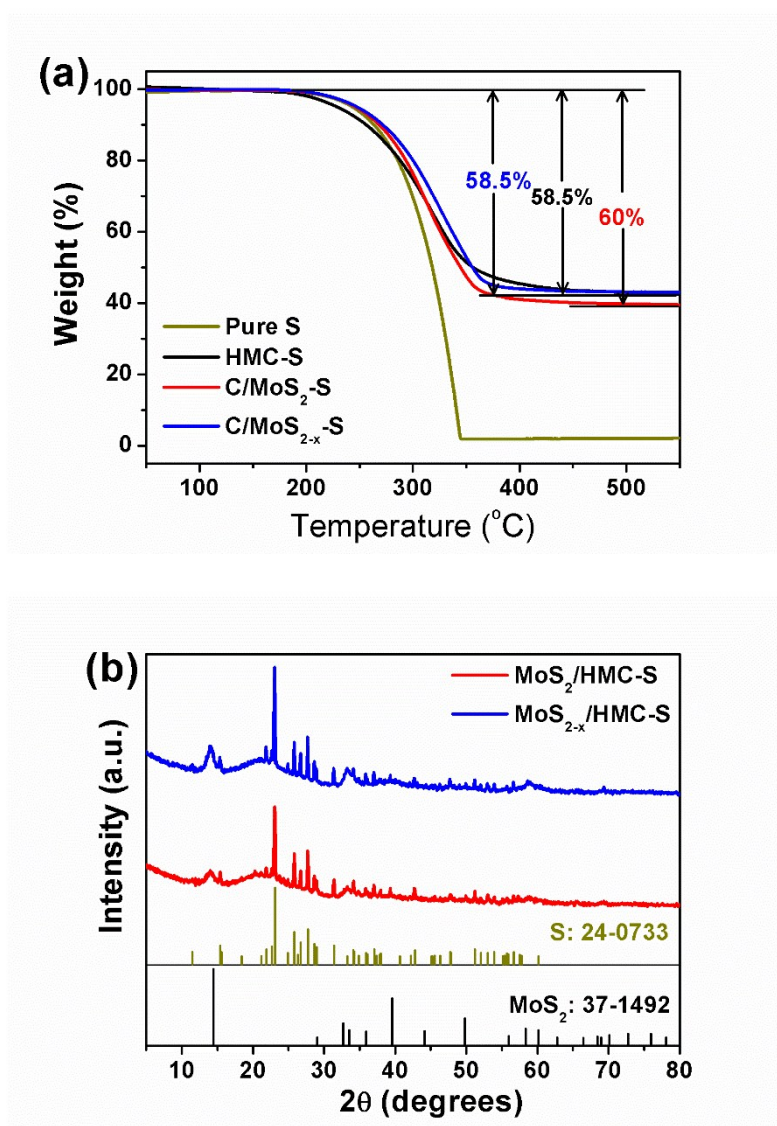 (a)
100
80
60
40
20
0
Weight (%)
58.5%
58.5%
60%
Pure S
HMC-S
C/MoS2-S
C/MoS2-x-S
100 200 300 400 500
Temperature (°C)
(b)
MoS2/HMC-S
MoS2-x/HMC-S
Intensity (a.u.)
S: 24-0733
MoS2: 37-1492
10 20 30 40 50 60 70 80
2θ (degrees)